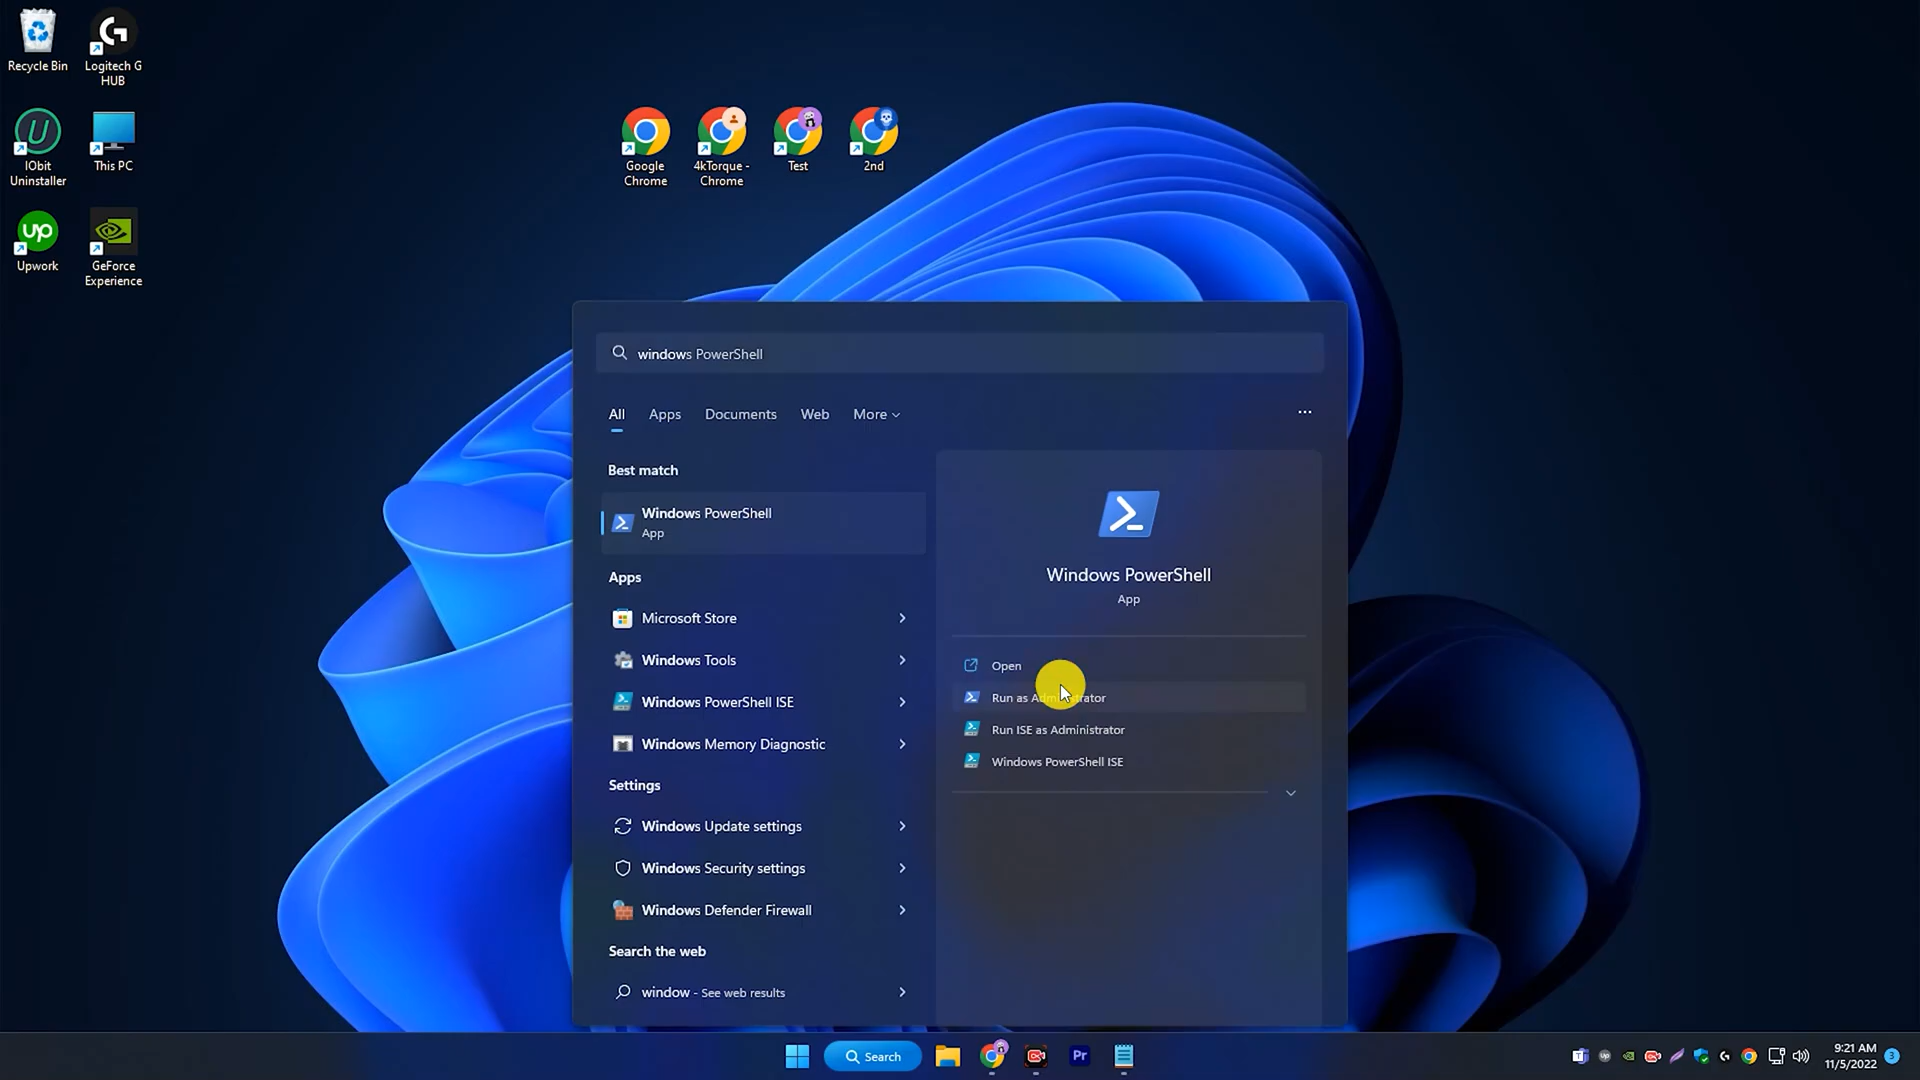 Recycle Bin
Logitech G
HUB
IObit
Uninstaller
This PC
Upwork
GeForce
Experience
Google
Chrome
4kTorque -
Chrome
Test
2nd
windows PowerShell
All Apps Documents Web More
Best match
Windows PowerShell
App
Apps
Microsoft Store
Windows Tools
Windows PowerShell ISE
Windows Memory Diagnostic
Settings
Windows Update settings
Windows Security settings
Windows Defender Firewall
Search the web
window - See web results
Windows PowerShell
App
Open
Run as Administrator
Run ISE as Administrator
Windows PowerShell ISE
Search
Pr
9:21 AM
11/5/2022
3